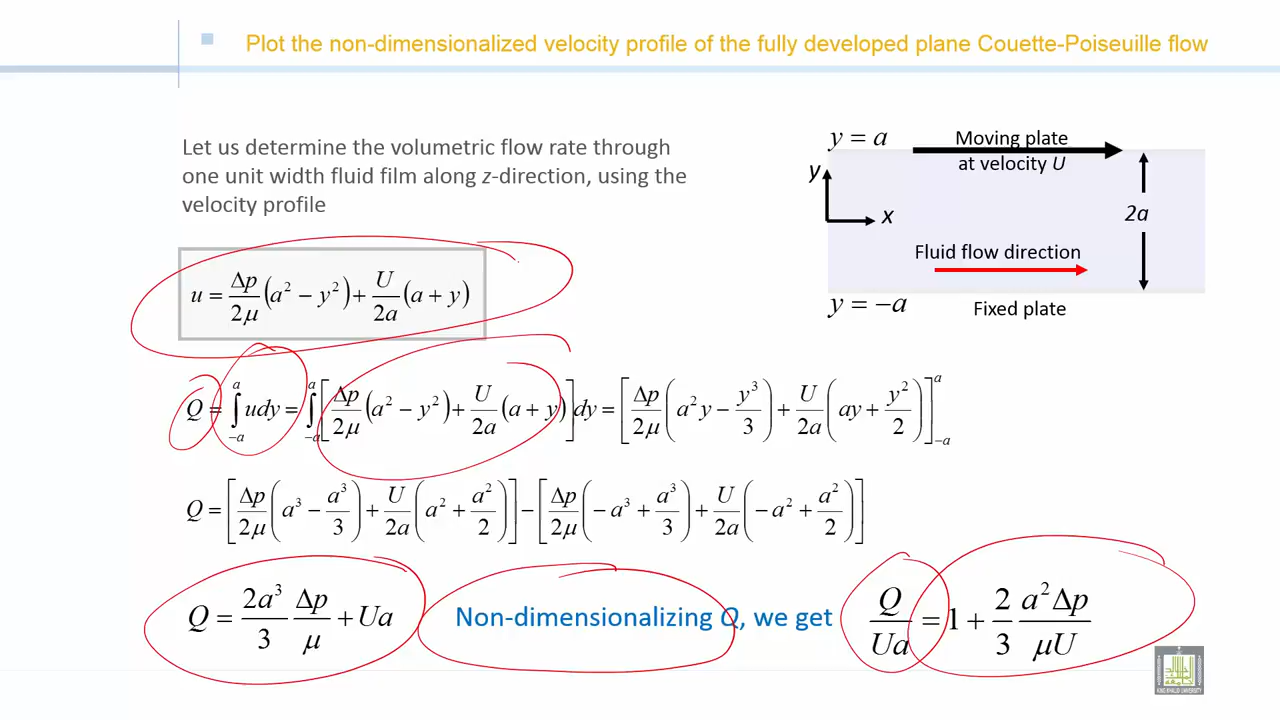 Plot the non-dimensionalized velocity profile of the fully developed plane Couette-Poiseuille flow
Let us determine the volumetric flow rate through
one unit width fluid film along z-direction, using the
velocity profile
y = a
Moving plate
at velocity U
y
x
2a
Fluid flow direction
y = −a
Fixed plate
u = Δp/2μ (a² − y²) + U/2a (a + y)
Q = ∫_{−a}^{a} udy = ∫_{−a}^{a} [Δp/2μ (a² − y²) + U/2a (a + y)] dy = [Δp/2μ (a²y − y³/3) + U/2a (ay + y²/2)]_{−a}^{a}
Q = [Δp/2μ (a³ − a³/3) + U/2a (a² + a²/2)] − [Δp/2μ (−a³ + a³/3) + U/2a (−a² + a²/2)]
Q = 2a³/3 Δp/μ + Ua
Non-dimensionalizing Q, we get
Q/Ua = 1 + 2/3 a²Δp/μU
KING KHALID UNIVERSITY